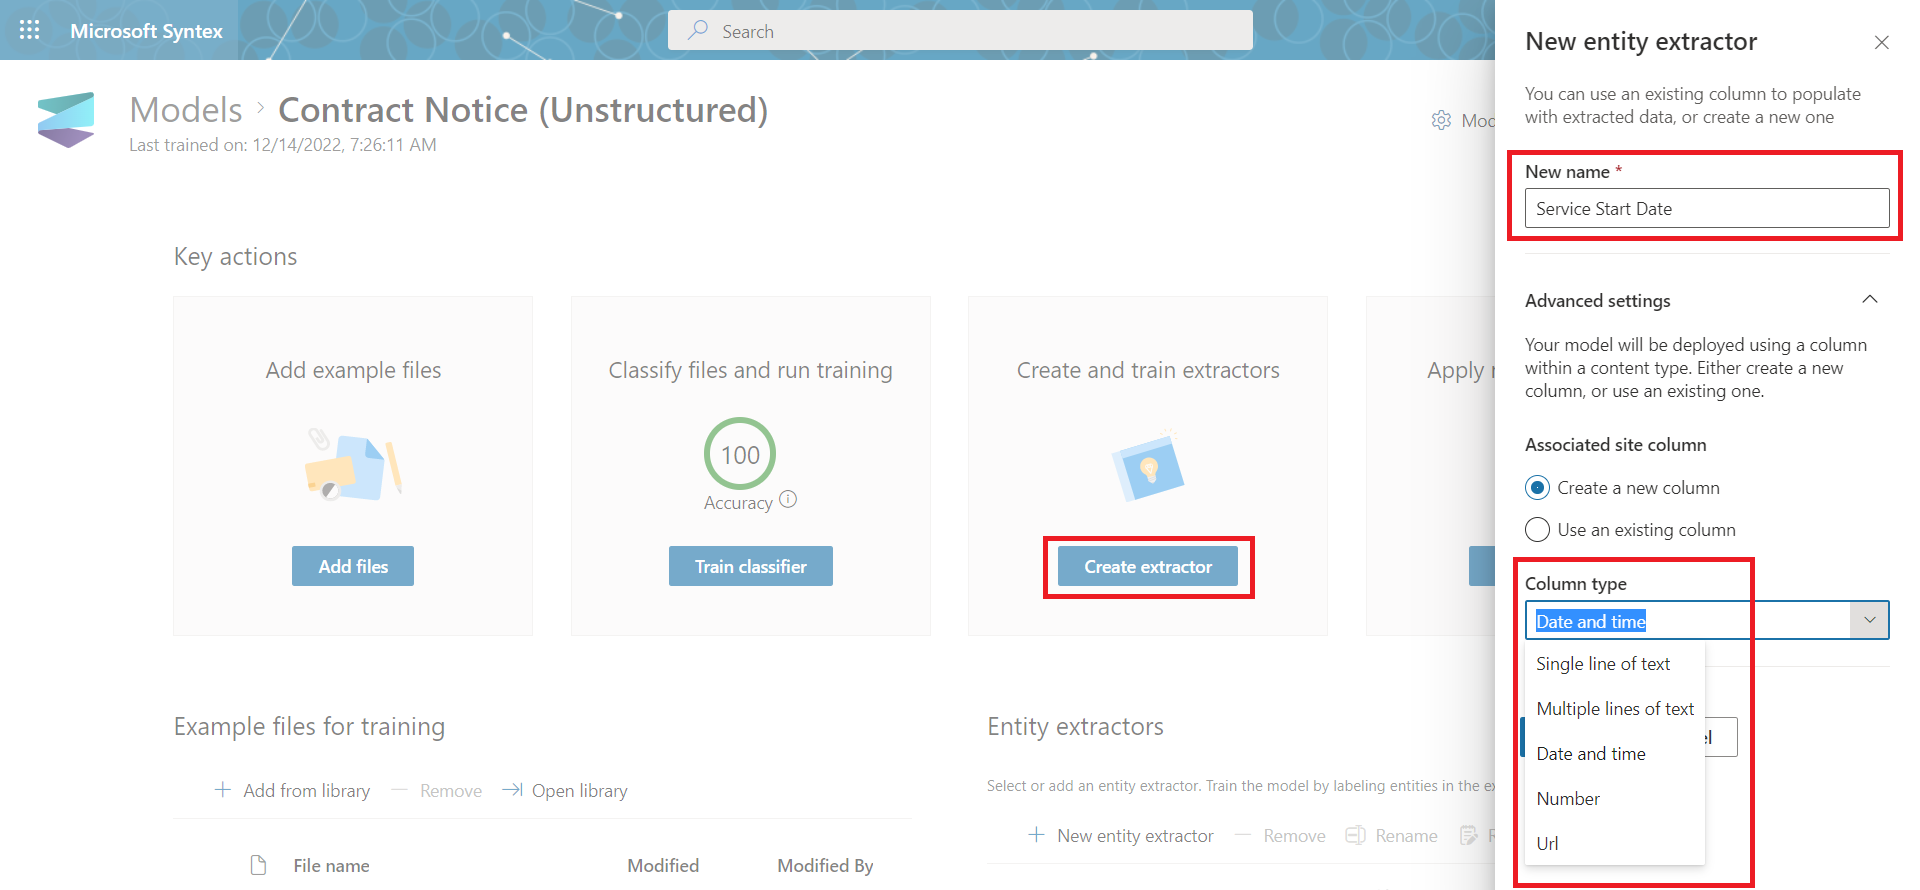 Microsoft Syntex
Search
Models > Contract Notice (Unstructured)
Last trained on: 12/14/2022, 7:26:11 AM
Key actions
Add example files
Add files
Classify files and run training
100
Accuracy
Train classifier
Create and train extractors
Create extractor
Apply
Example files for training
Add from library
Remove
Open library
File name
Modified
Modified By
Entity extractors
Select or add an entity extractor. Train the model by labeling entities in the
New entity extractor
Remove
Rename
New entity extractor
You can use an existing column to populate
with extracted data, or create a new one
New name *
Service Start Date
Advanced settings
Your model will be deployed using a column
within a content type. Either create a new
column, or use an existing one.
Associated site column
Create a new column
Use an existing column
Column type
Date and time
Single line of text
Multiple lines of text
Date and time
Number
Url